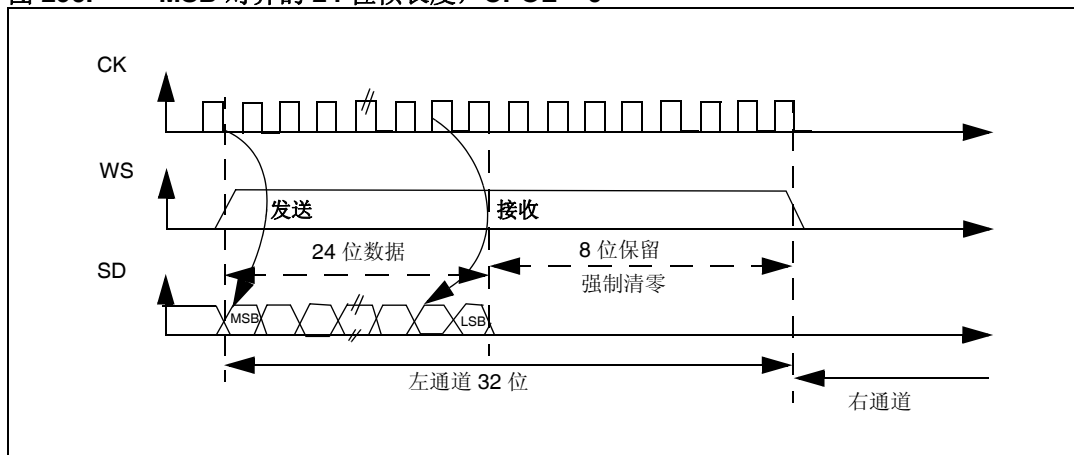 CK
WS
发送
接收
24 位数据
8 位保留
强制清零
SD
MSB
LSB
左通道 32 位
右通道